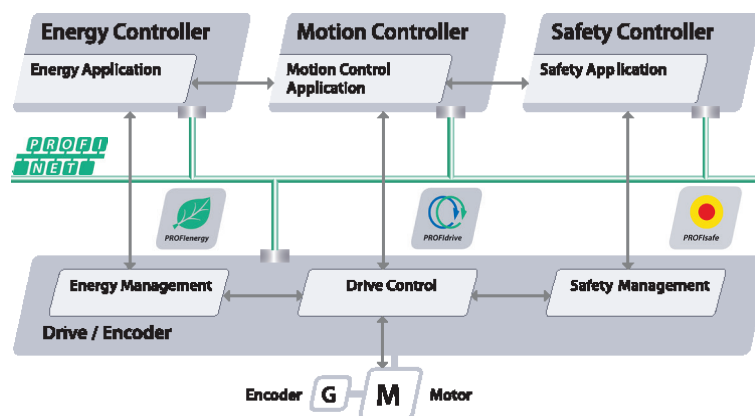 Energy Controller
Motion Controller
Safety Controller
Energy Application
Motion Control
Application
Safety Application
PROFI
NET
PROFIenergy
PROFIdrive
PROFIsafe
Energy Management
Drive Control
Safety Management
Drive / Encoder
Encoder
G
M
Motor